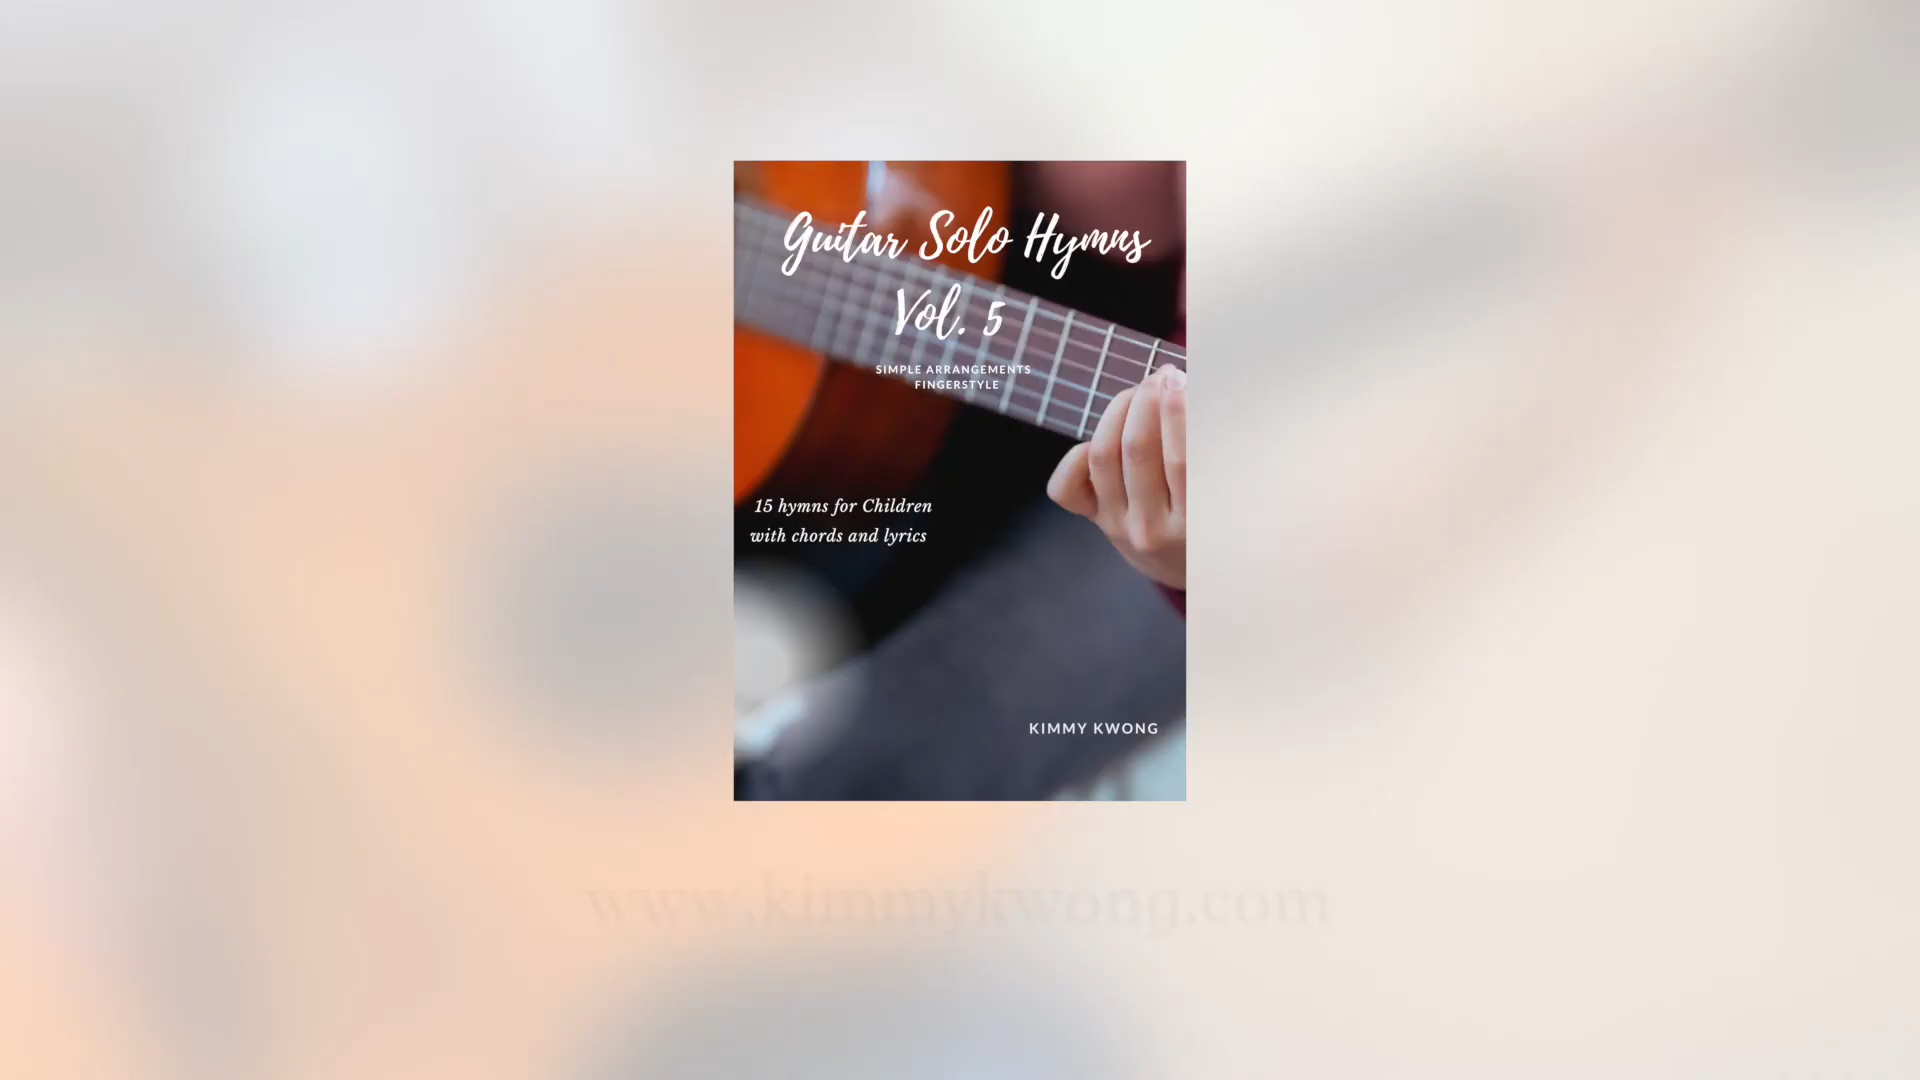 Guitar Solo Hymns
Vol. 5
SIMPLE ARRANGEMENTS
FINGERSTYLE
15 hymns for Children
with chords and lyrics
KIMMY KWONG
www.kimmykwong.com